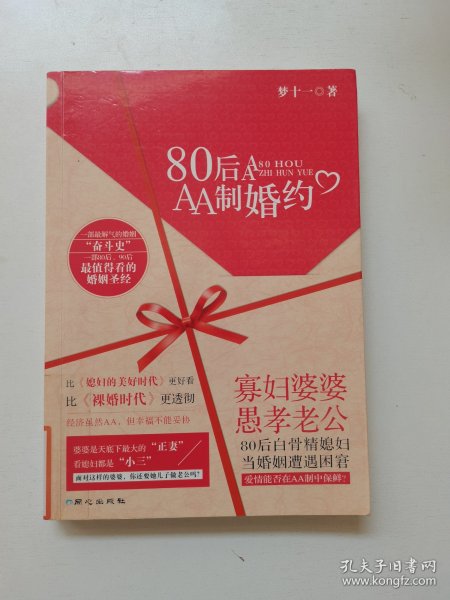 梦十一◎著
80后AA制婚约
80 HOU
AA ZHI HUN YUE
一部最解气的婚姻
“奋斗史”
一部80后、90后
最值得看的
婚姻圣经
比《媳妇的美好时代》更好看
比《裸婚时代》更透彻
经济虽然AA，但幸福不能妥协
婆婆是天底下最大的“正妻”
看媳妇都是“小三”
面对这样的婆婆，你还要她儿子做老公吗？
同心出版社
寡妇婆婆
愚孝老公
80后白骨精媳妇
当婚姻遭遇困窘
爱情能否在AA制中保鲜？
孔夫子旧书网
www.kongfz.com